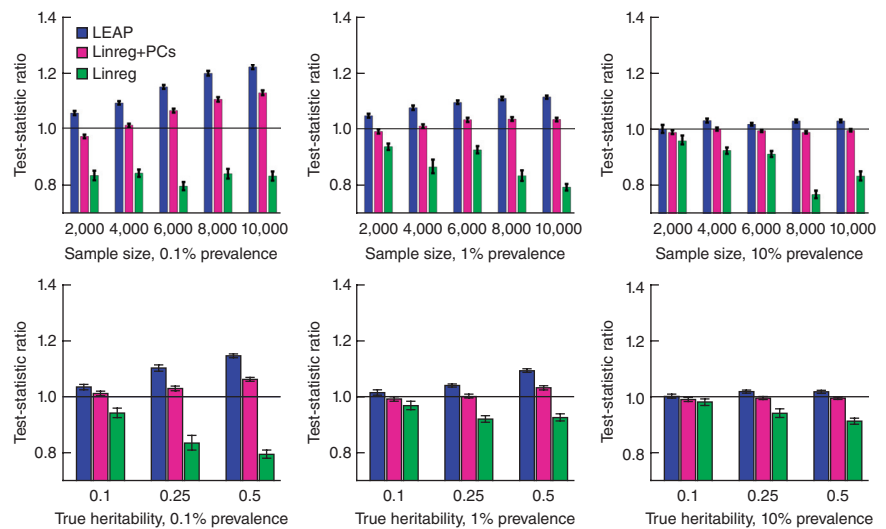 1.4
1.2
1.0
0.8
Test-statistic ratio
LEAP
Linreg+PCs
Linreg
2,000 4,000 6,000 8,000 10,000
Sample size, 0.1% prevalence
1.4
1.2
1.0
0.8
Test-statistic ratio
2,000 4,000 6,000 8,000 10,000
Sample size, 1% prevalence
1.4
1.2
1.0
0.8
Test-statistic ratio
2,000 4,000 6,000 8,000 10,000
Sample size, 10% prevalence
1.4
1.2
1.0
0.8
Test-statistic ratio
0.1 0.25 0.5
True heritability, 0.1% prevalence
1.4
1.2
1.0
0.8
Test-statistic ratio
0.1 0.25 0.5
True heritability, 1% prevalence
1.4
1.2
1.0
0.8
Test-statistic ratio
0.1 0.25 0.5
True heritability, 10% prevalence